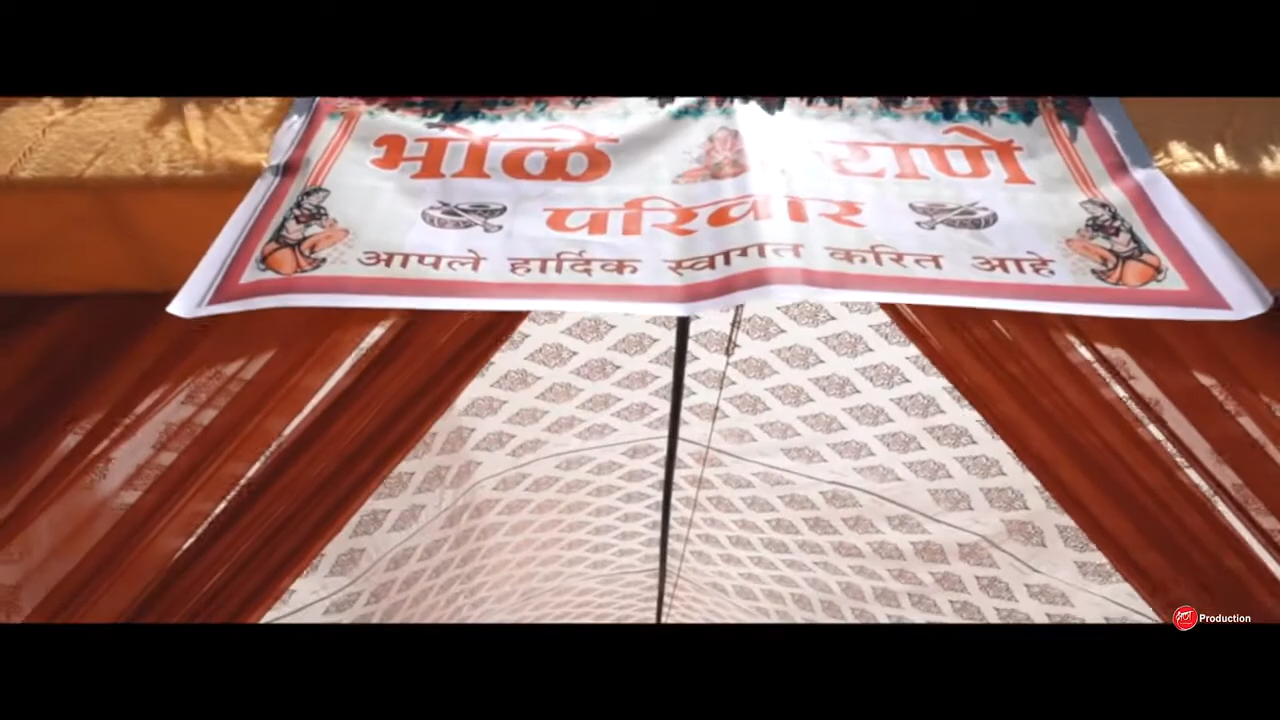 भोळे राणे
परिवार
आपले हार्दिक स्वागत करित आहे
Production